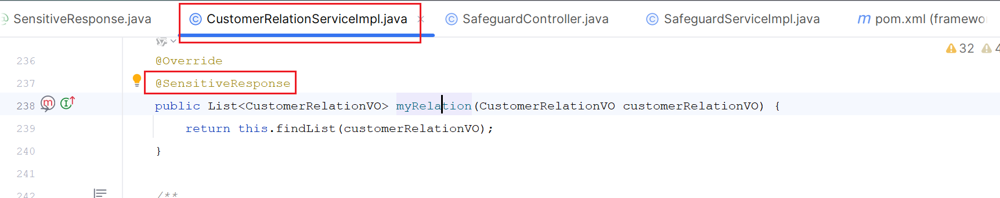 SensitiveResponse.java CustomerRelationServiceImpl.java SafeguardController.java SafeguardServiceImpl.java pom.xml (framewo
32 4
236 @Override
237 @SensitiveResponse
238 public List<CustomerRelationVO> myRelation(CustomerRelationVO customerRelationVO) {
239 return this.findList(customerRelationVO);
240 }
241
242 /**